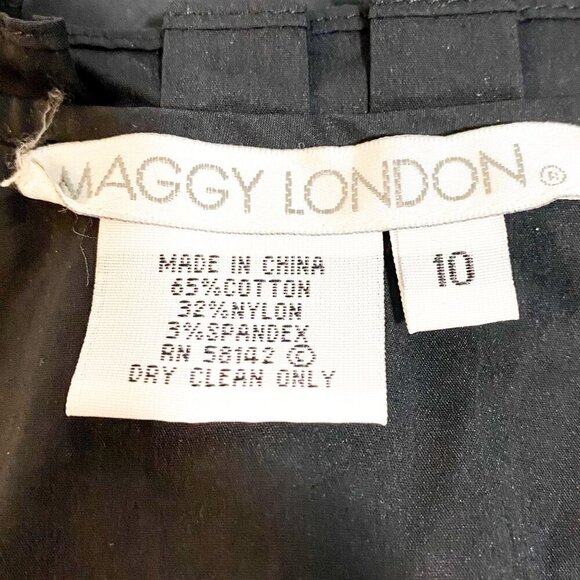 MAGGY LONDON ®
MADE IN CHINA
65%COTTON
32%NYLON
3%SPANDEX
RN 58142 ©
DRY CLEAN ONLY
10